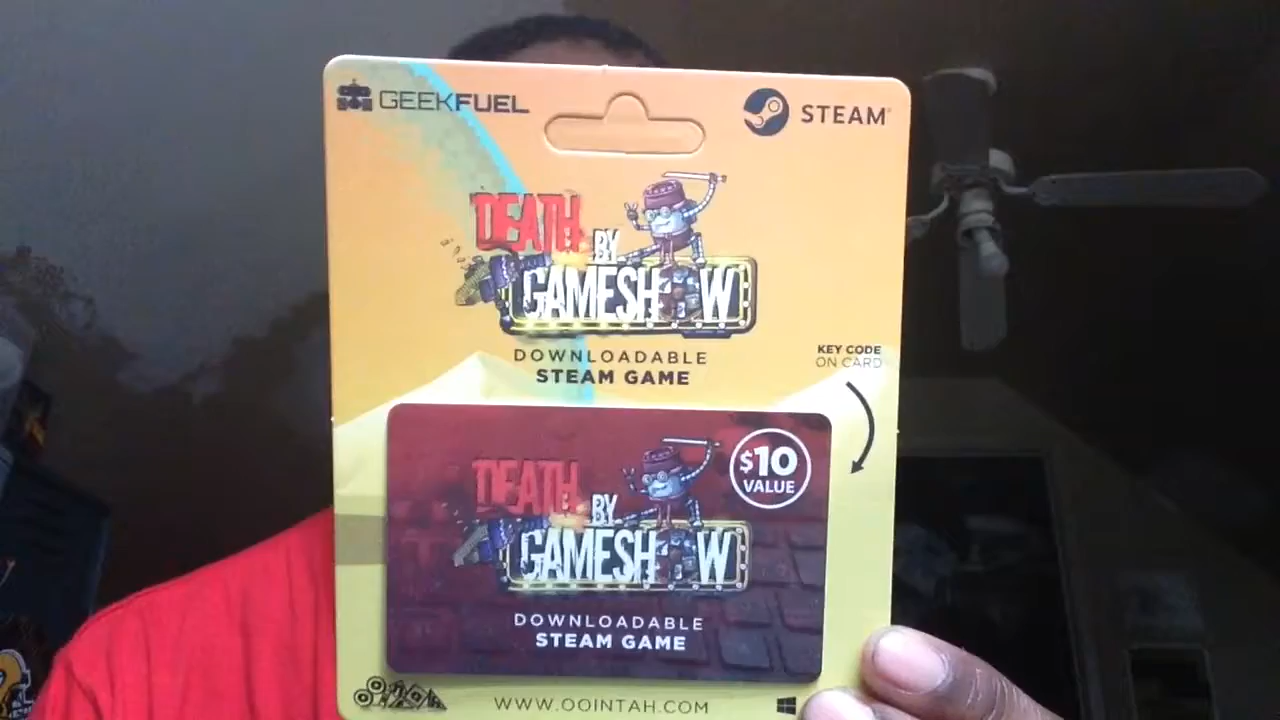 GEEKFUEL
STEAM
DEATH
BY
GAMESHOW
DOWNLOADABLE
STEAM GAME
KEY CODE
ON CARD
$10
VALUE
DEATH
BY
GAMESHOW
DOWNLOADABLE
STEAM GAME
WWW.OOINTAH.COM